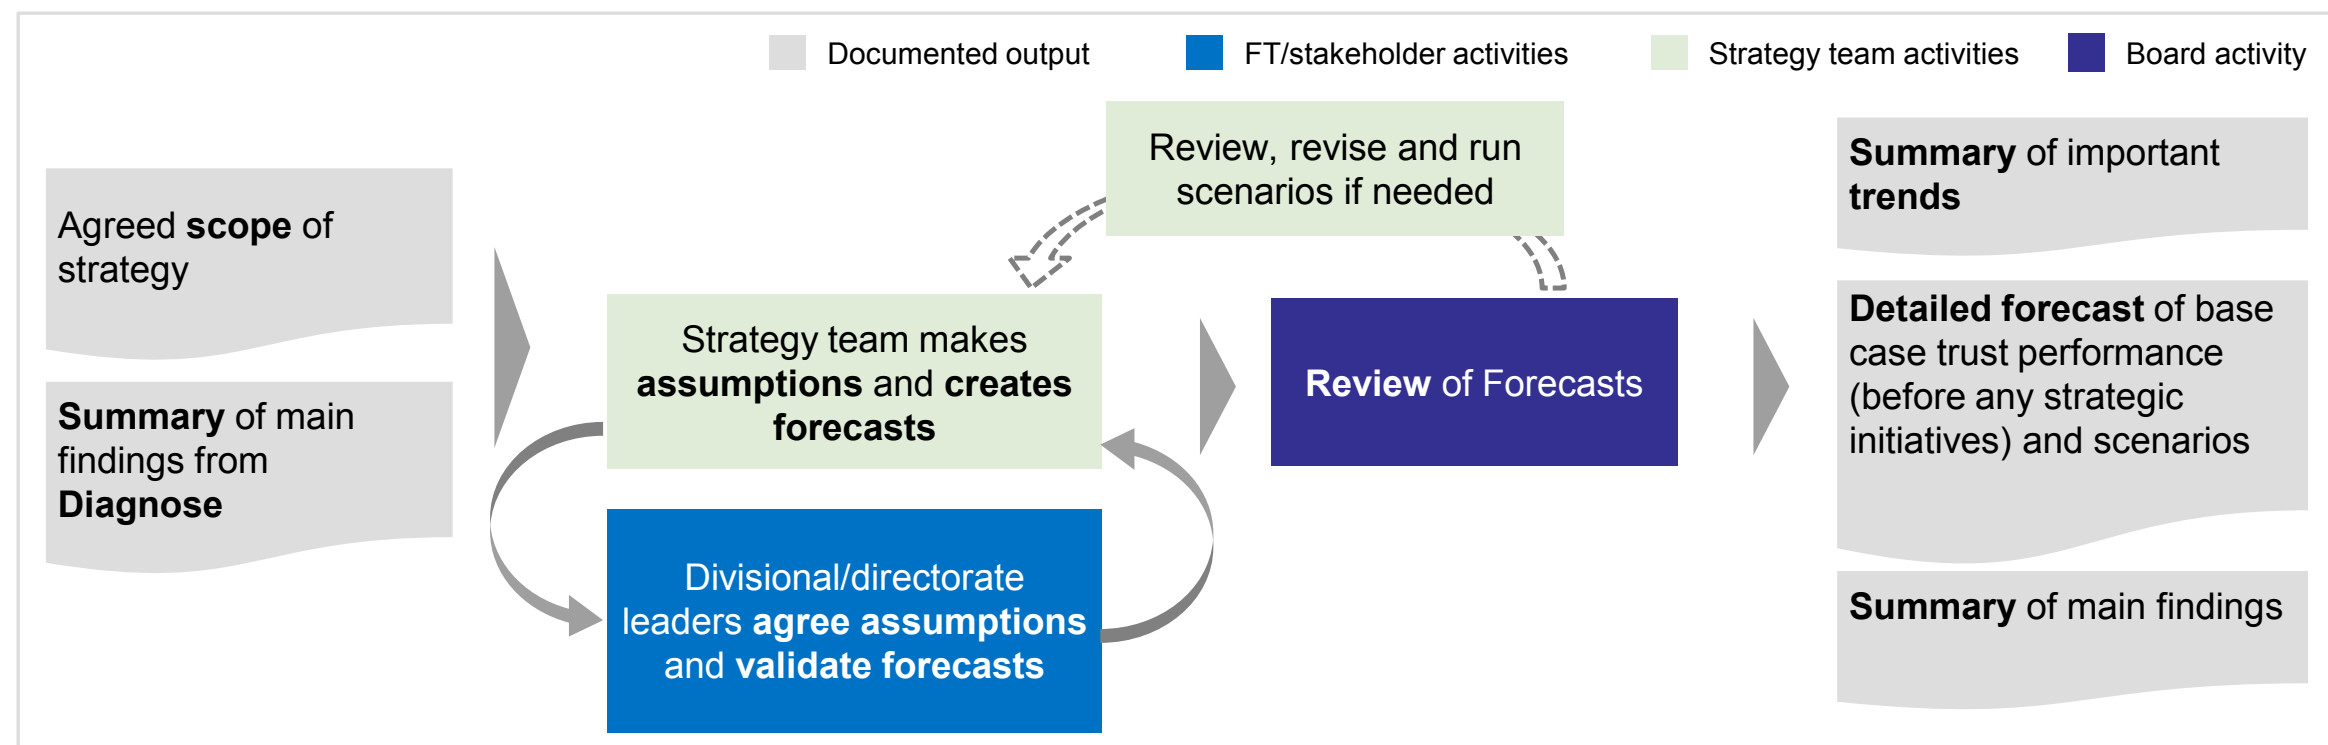 Documented output
FT/stakeholder activities
Strategy team activities
Board activity
Agreed scope of
strategy
Summary of main
findings from
Diagnose
Review, revise and run
scenarios if needed
Strategy team makes
assumptions and creates
forecasts
Divisional/directorate
leaders agree assumptions
and validate forecasts
Review of Forecasts
Summary of important
trends
Detailed forecast of base
case trust performance
(before any strategic
initiatives) and scenarios
Summary of main findings